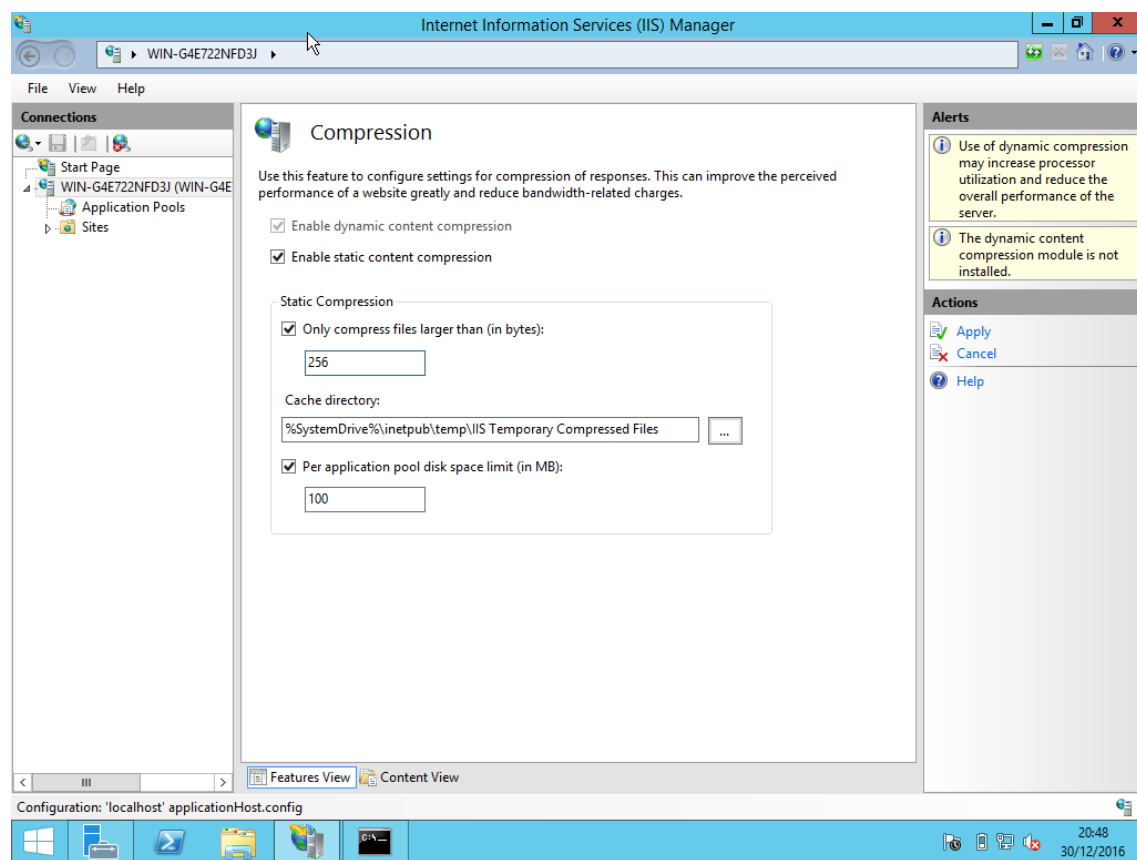 Internet Information Services (IIS) Manager
WIN-G4E722NFD3J
File View Help
Connections
Start Page
WIN-G4E722NFD3J (WIN-G4E
Application Pools
Sites
Compression
Use this feature to configure settings for compression of responses. This can improve the perceived
performance of a website greatly and reduce bandwidth-related charges.
Enable dynamic content compression
Enable static content compression
Static Compression
Only compress files larger than (in bytes):
256
Cache directory:
%SystemDrive%\inetpub\temp\IIS Temporary Compressed Files
...
Per application pool disk space limit (in MB):
100
Features View
Content View
Alerts
Use of dynamic compression
may increase processor
utilization and reduce the
overall performance of the
server.
The dynamic content
compression module is not
installed.
Actions
Apply
Cancel
Help
Configuration: 'localhost' applicationHost.config
C:\
20:48
30/12/2016